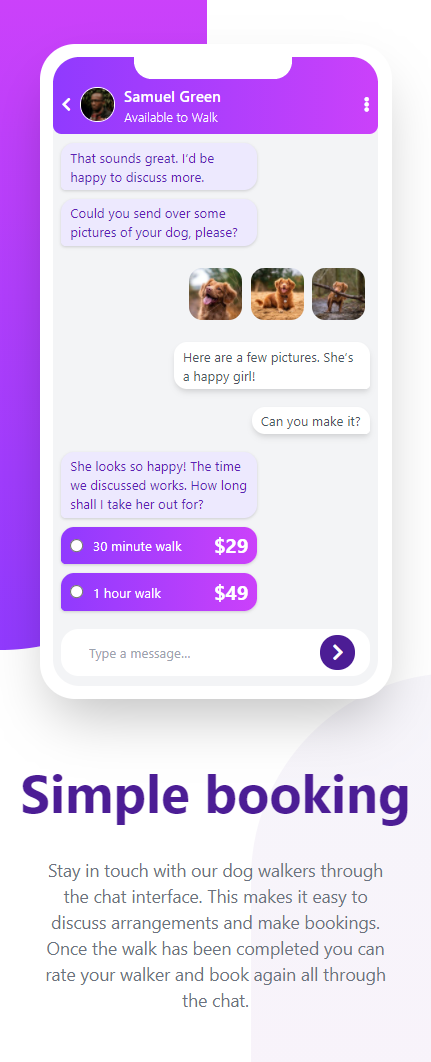 Samuel Green
Available to Walk
That sounds great. I’d be
happy to discuss more.
Could you send over some
pictures of your dog, please?
Here are a few pictures. She’s
a happy girl!
Can you make it?
She looks so happy! The time
we discussed works. How long
shall I take her out for?
30 minute walk $29
1 hour walk $49
Type a message…
Simple booking
Stay in touch with our dog walkers through
the chat interface. This makes it easy to
discuss arrangements and make bookings.
Once the walk has been completed you can
rate your walker and book again all through
the chat.